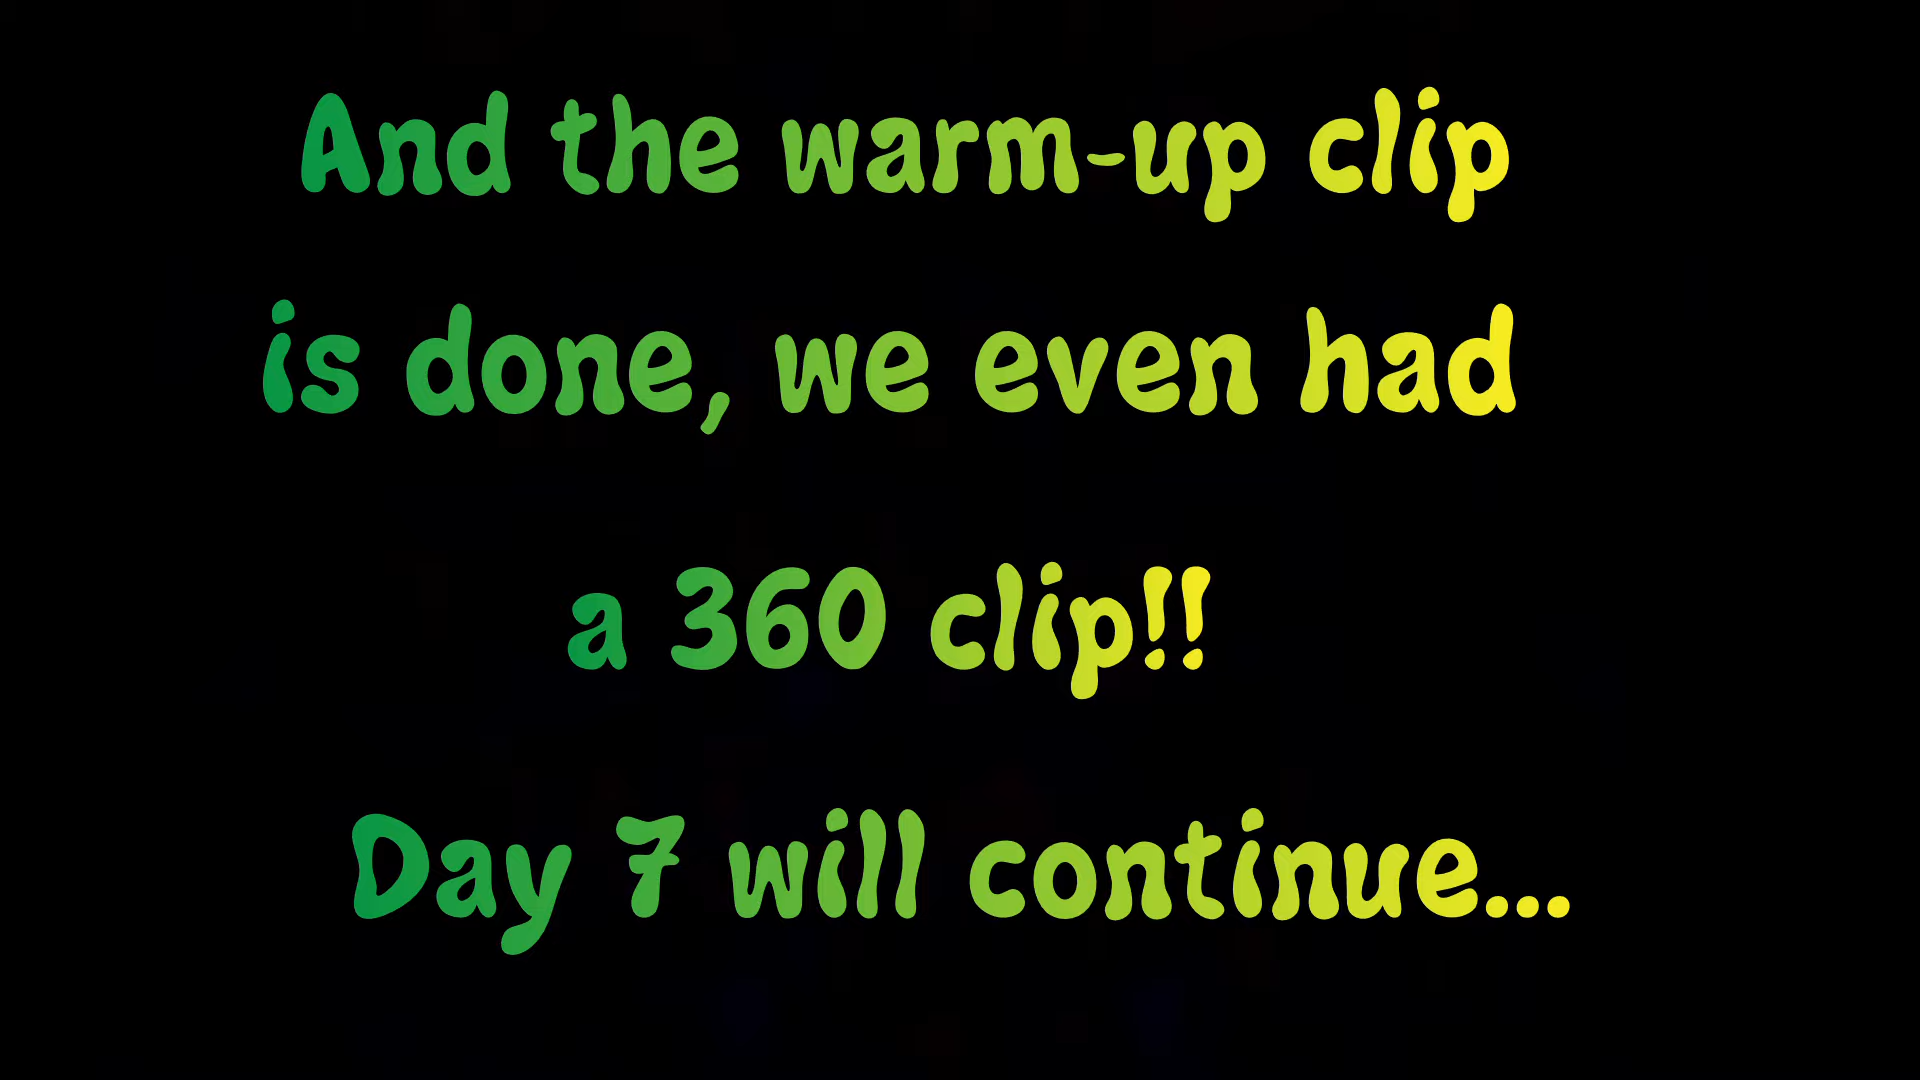 And the warm-up clip
is done, we even had
a 360 clip!!
Day 7 will continue...